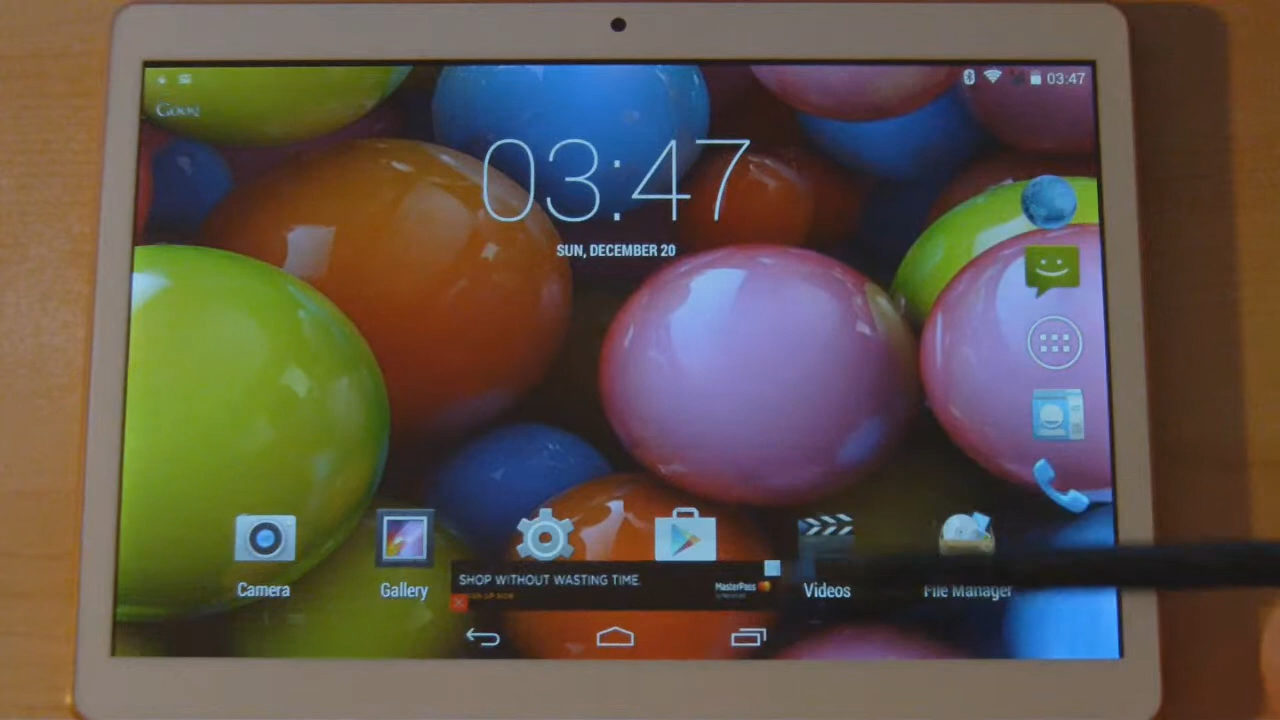 03:47
03:47
SUN, DECEMBER 20
SHOP WITHOUT WASTING TIME.
MasterPass
Camera
Gallery
Videos
File Manager